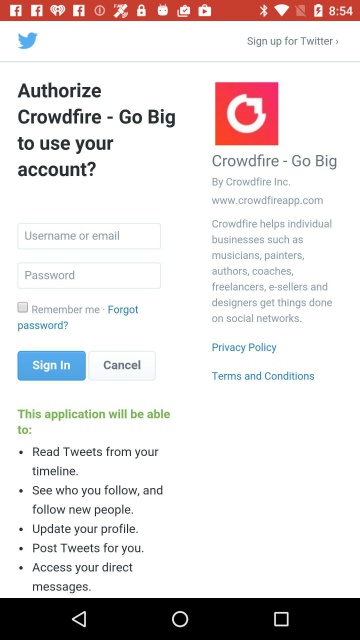 8:54
Sign up for Twitter ›
Authorize
Crowdfire - Go Big
to use your
account?
Username or email
Password
Remember me · Forgot
password?
Sign In
Cancel
This application will be able
to:
• Read Tweets from your
timeline.
• See who you follow, and
follow new people.
• Update your profile.
• Post Tweets for you.
• Access your direct
messages.
Crowdfire - Go Big
By Crowdfire Inc.
www.crowdfireapp.com
Crowdfire helps individual
businesses such as
musicians, painters,
authors, coaches,
freelancers, e-sellers and
designers get things done
on social networks.
Privacy Policy
Terms and Conditions